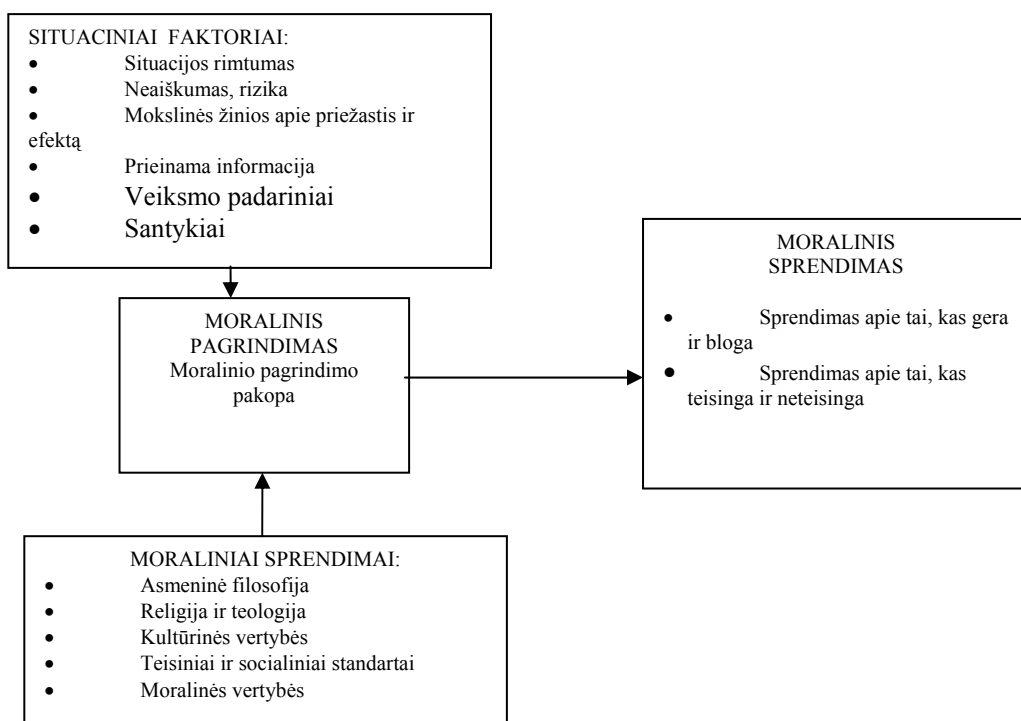 SITUACINIAI FAKTORIAI:
• Situacijos rimtumas
• Neaiškumas, rizika
• Mokslinės žinios apie priežastis ir
efektą
• Prieinama informacija
• Veiksmo padariniai
• Santykiai
MORALINIS
PAGRINDIMAS
Moralinio pagrindimo
pakopa
MORALINIS
SPRENDIMAS
• Sprendimas apie tai, kas gera
ir bloga
• Sprendimas apie tai, kas
teisinga ir neteisinga
MORALINIAI SPRENDIMAI:
• Asmeninė filosofija
• Religija ir teologija
• Kultūrinės vertybės
• Teisiniai ir socialiniai standartai
• Moralinės vertybės